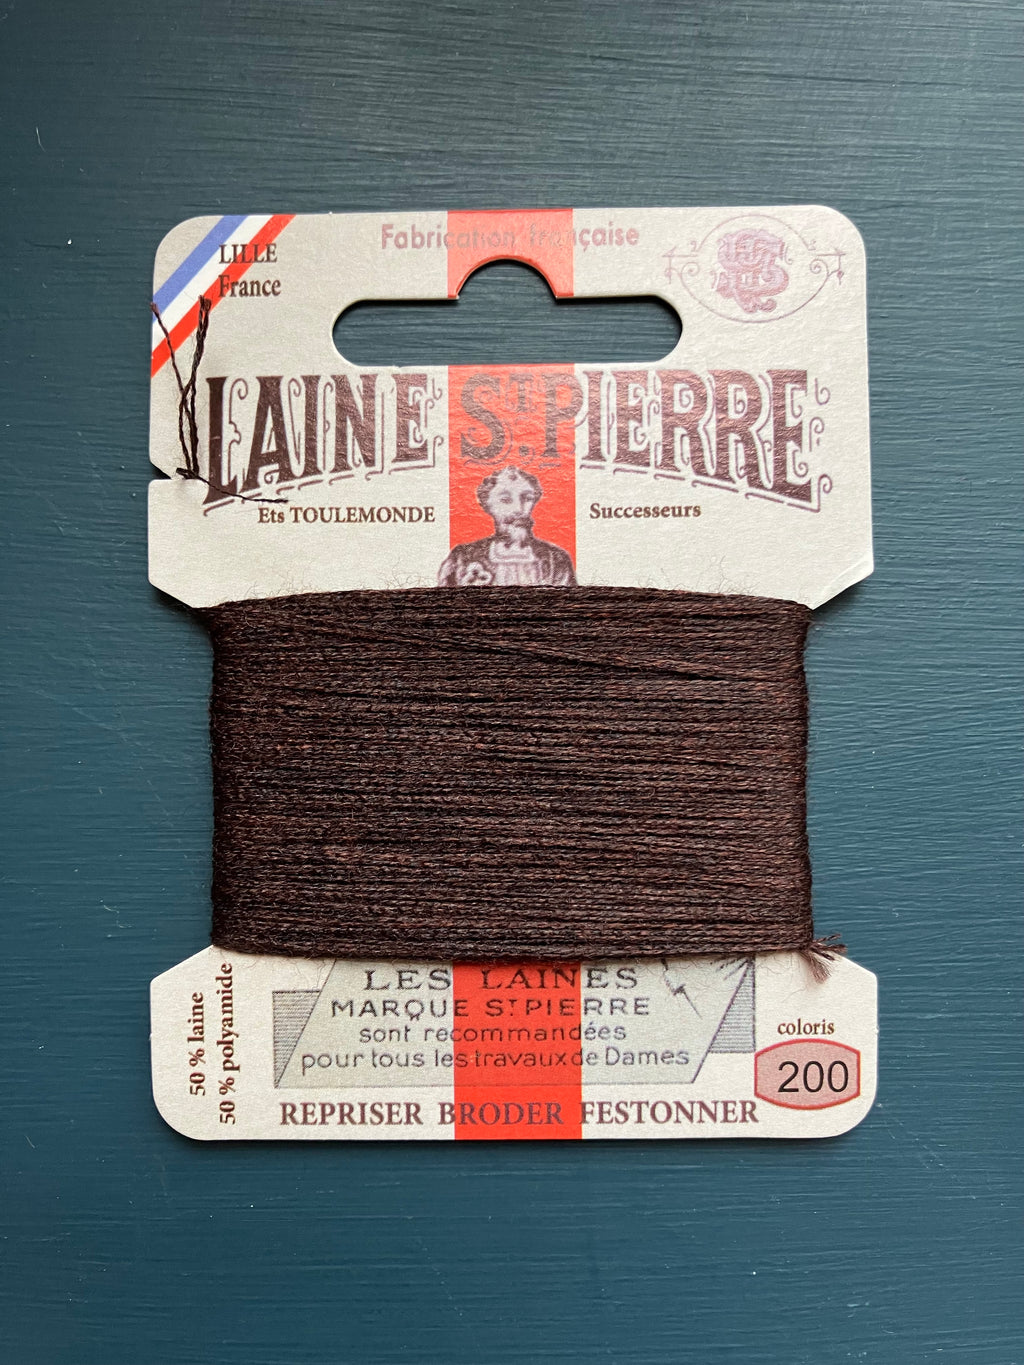 LILLE
France
Fabrication française
LAINE ST. PIERRE
Ets TOULEMONDE Successeurs
50 % laine
50 % polyamide
LES LAINES
MARQUE ST PIERRE
sont recommandées
pour tous les travaux de Dames
REPRISER BRODER FESTONNER
coloris
200